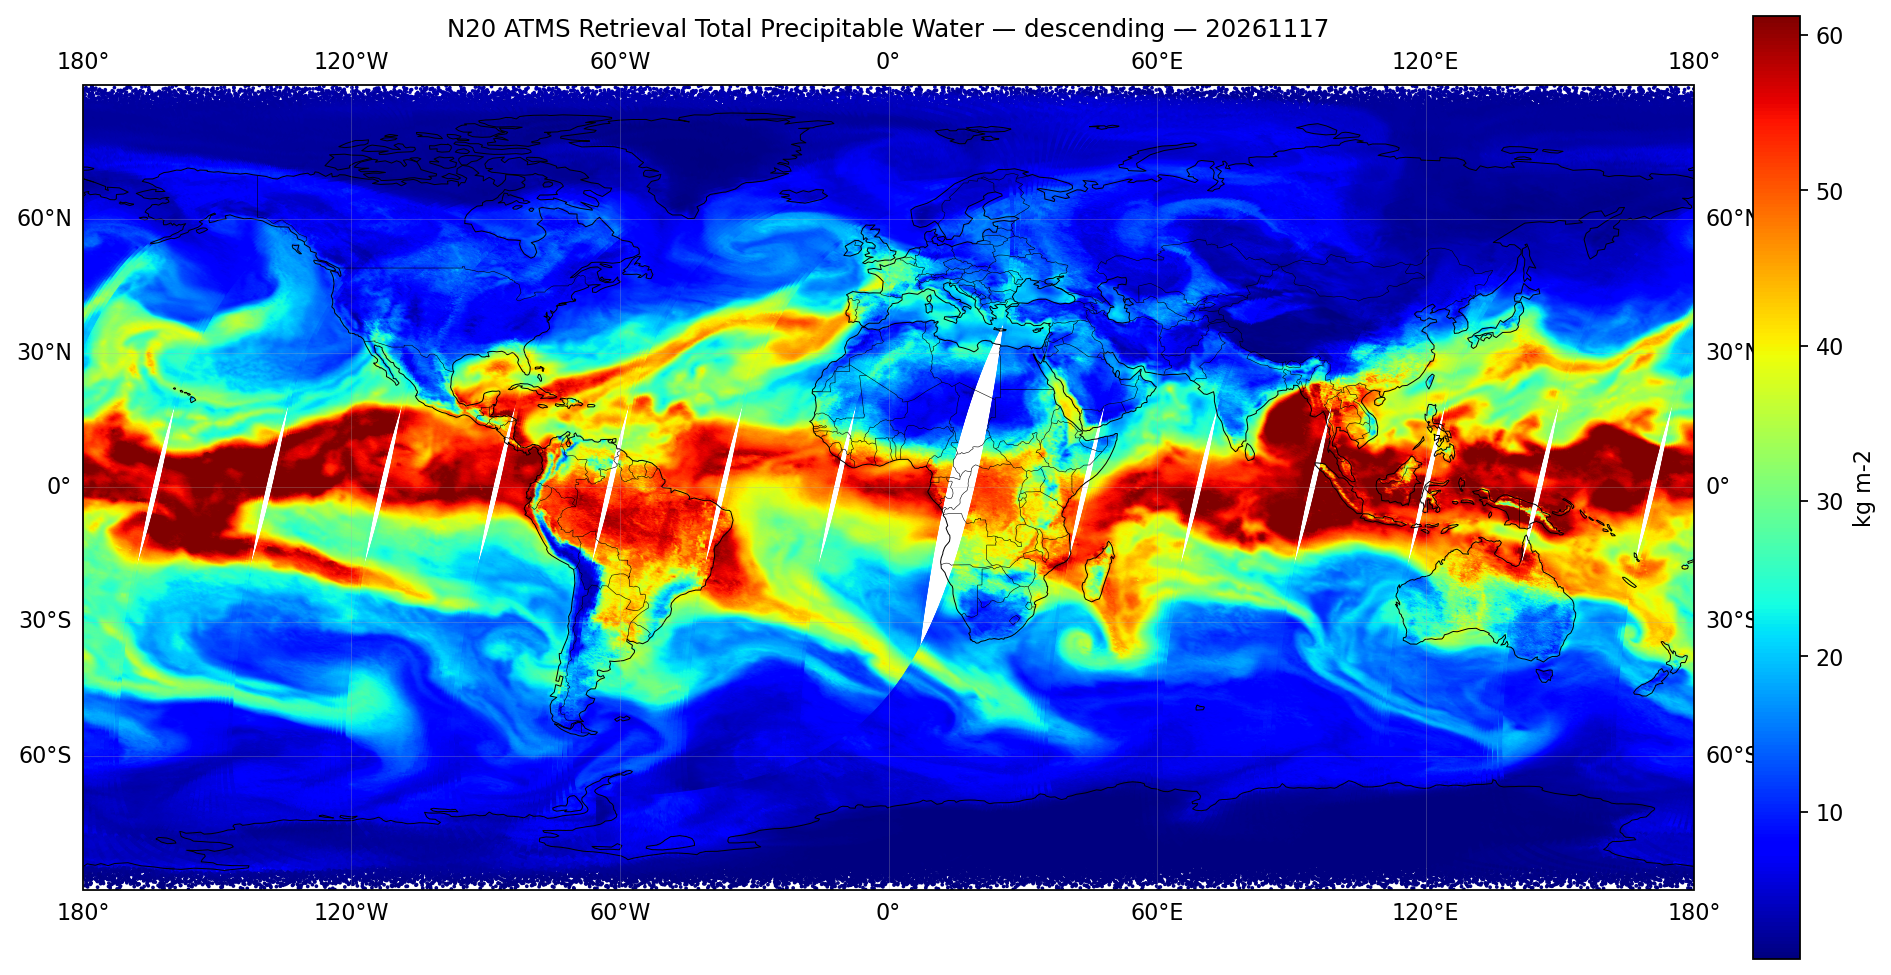 N20 ATMS Retrieval Total Precipitable Water — descending — 20261117
180° 120°W 60°W 0° 60°E 120°E 180°
60°N 60°N
30°N 30°N
0° 0°
30°S 30°S
60°S 60°S
180° 120°W 60°W 0° 60°E 120°E 180°
60
50
40
30
20
10
kg m-2